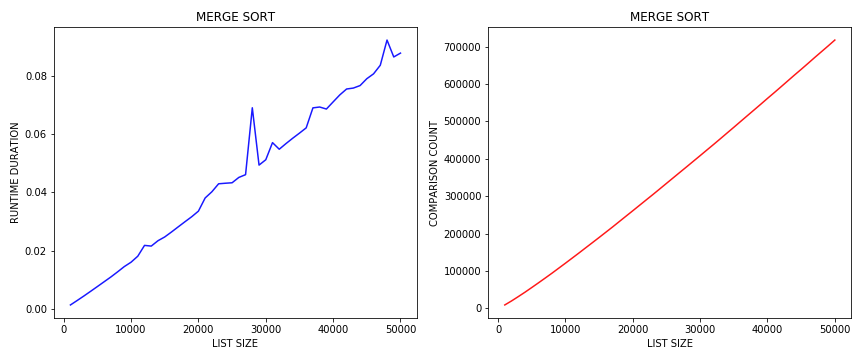 MERGE SORT
RUNTIME DURATION
0.08
0.06
0.04
0.02
0.00
0 10000 20000 30000 40000 50000
LIST SIZE
MERGE SORT
COMPARISON COUNT
700000
600000
500000
400000
300000
200000
100000
0
0 10000 20000 30000 40000 50000
LIST SIZE